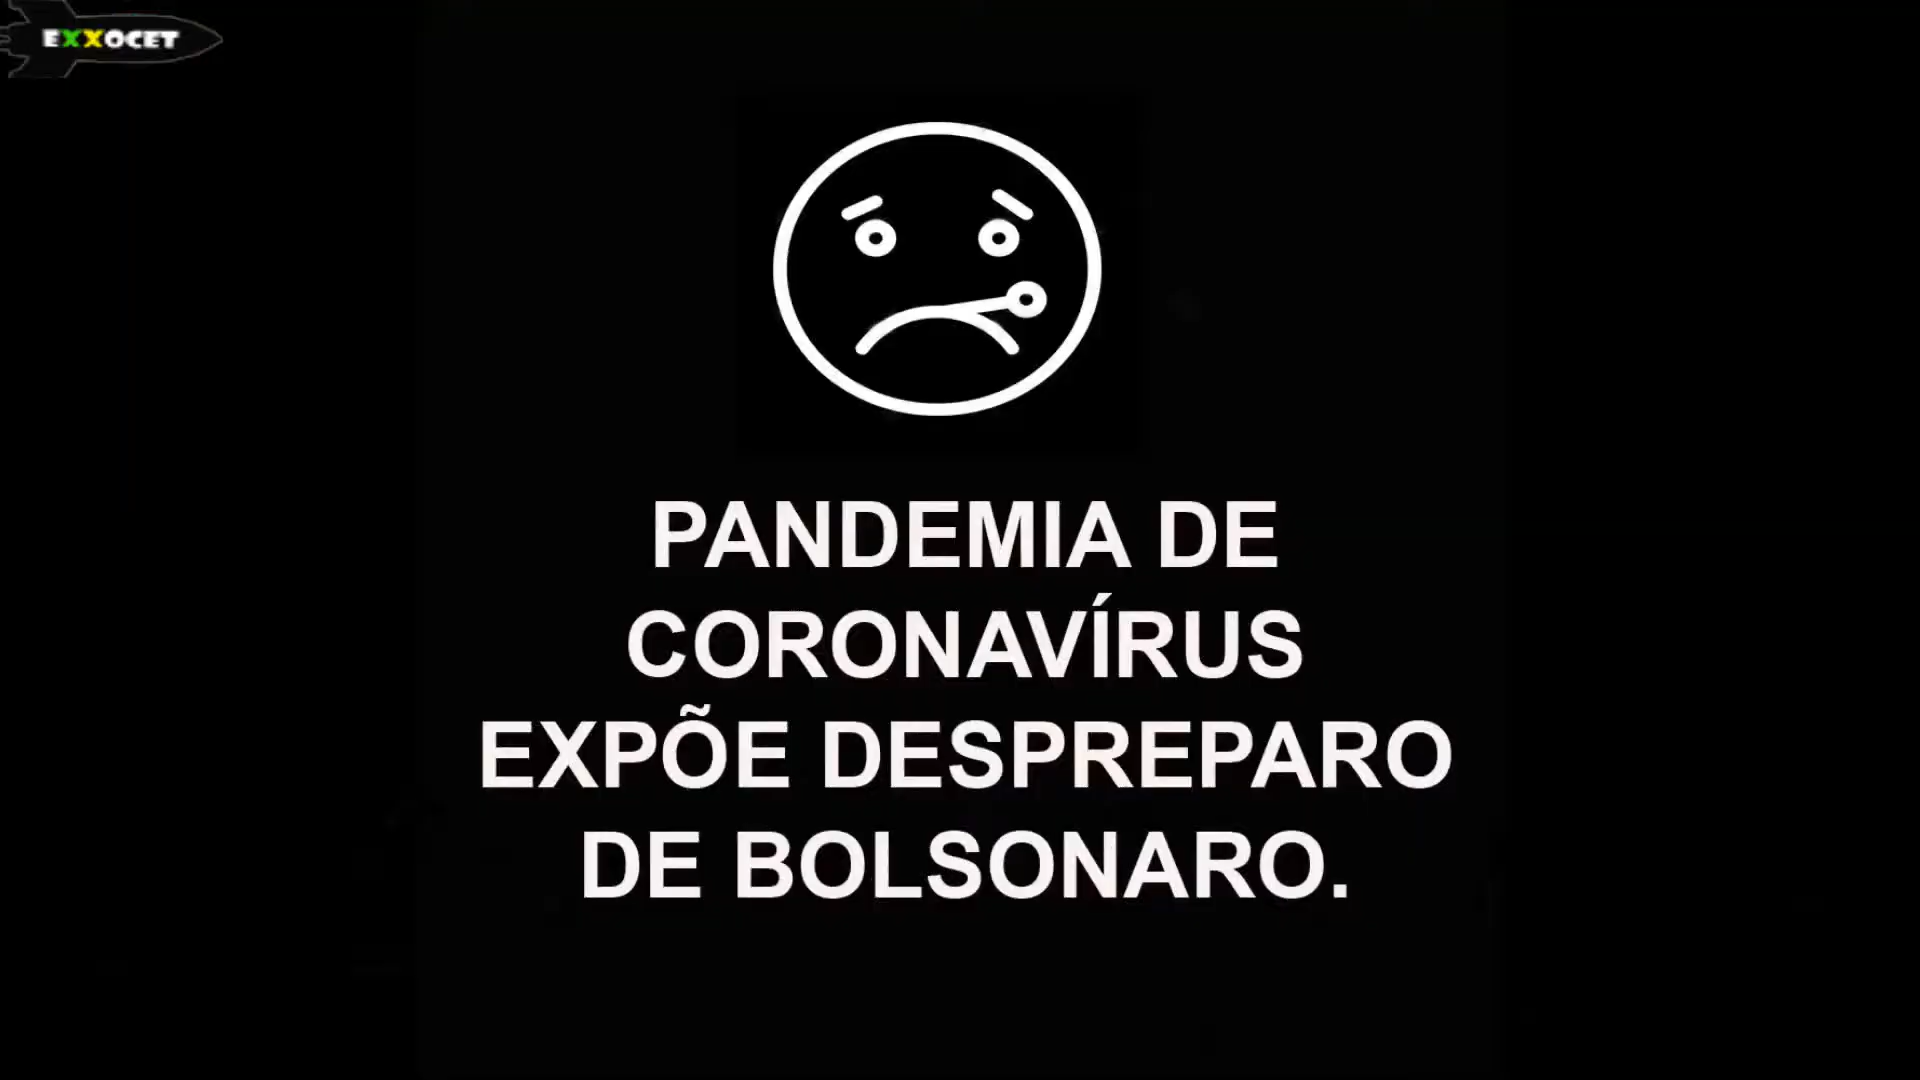 EXXOCET
PANDEMIA DE
CORONAVÍRUS
EXPÕE DESPREPARO
DE BOLSONARO.